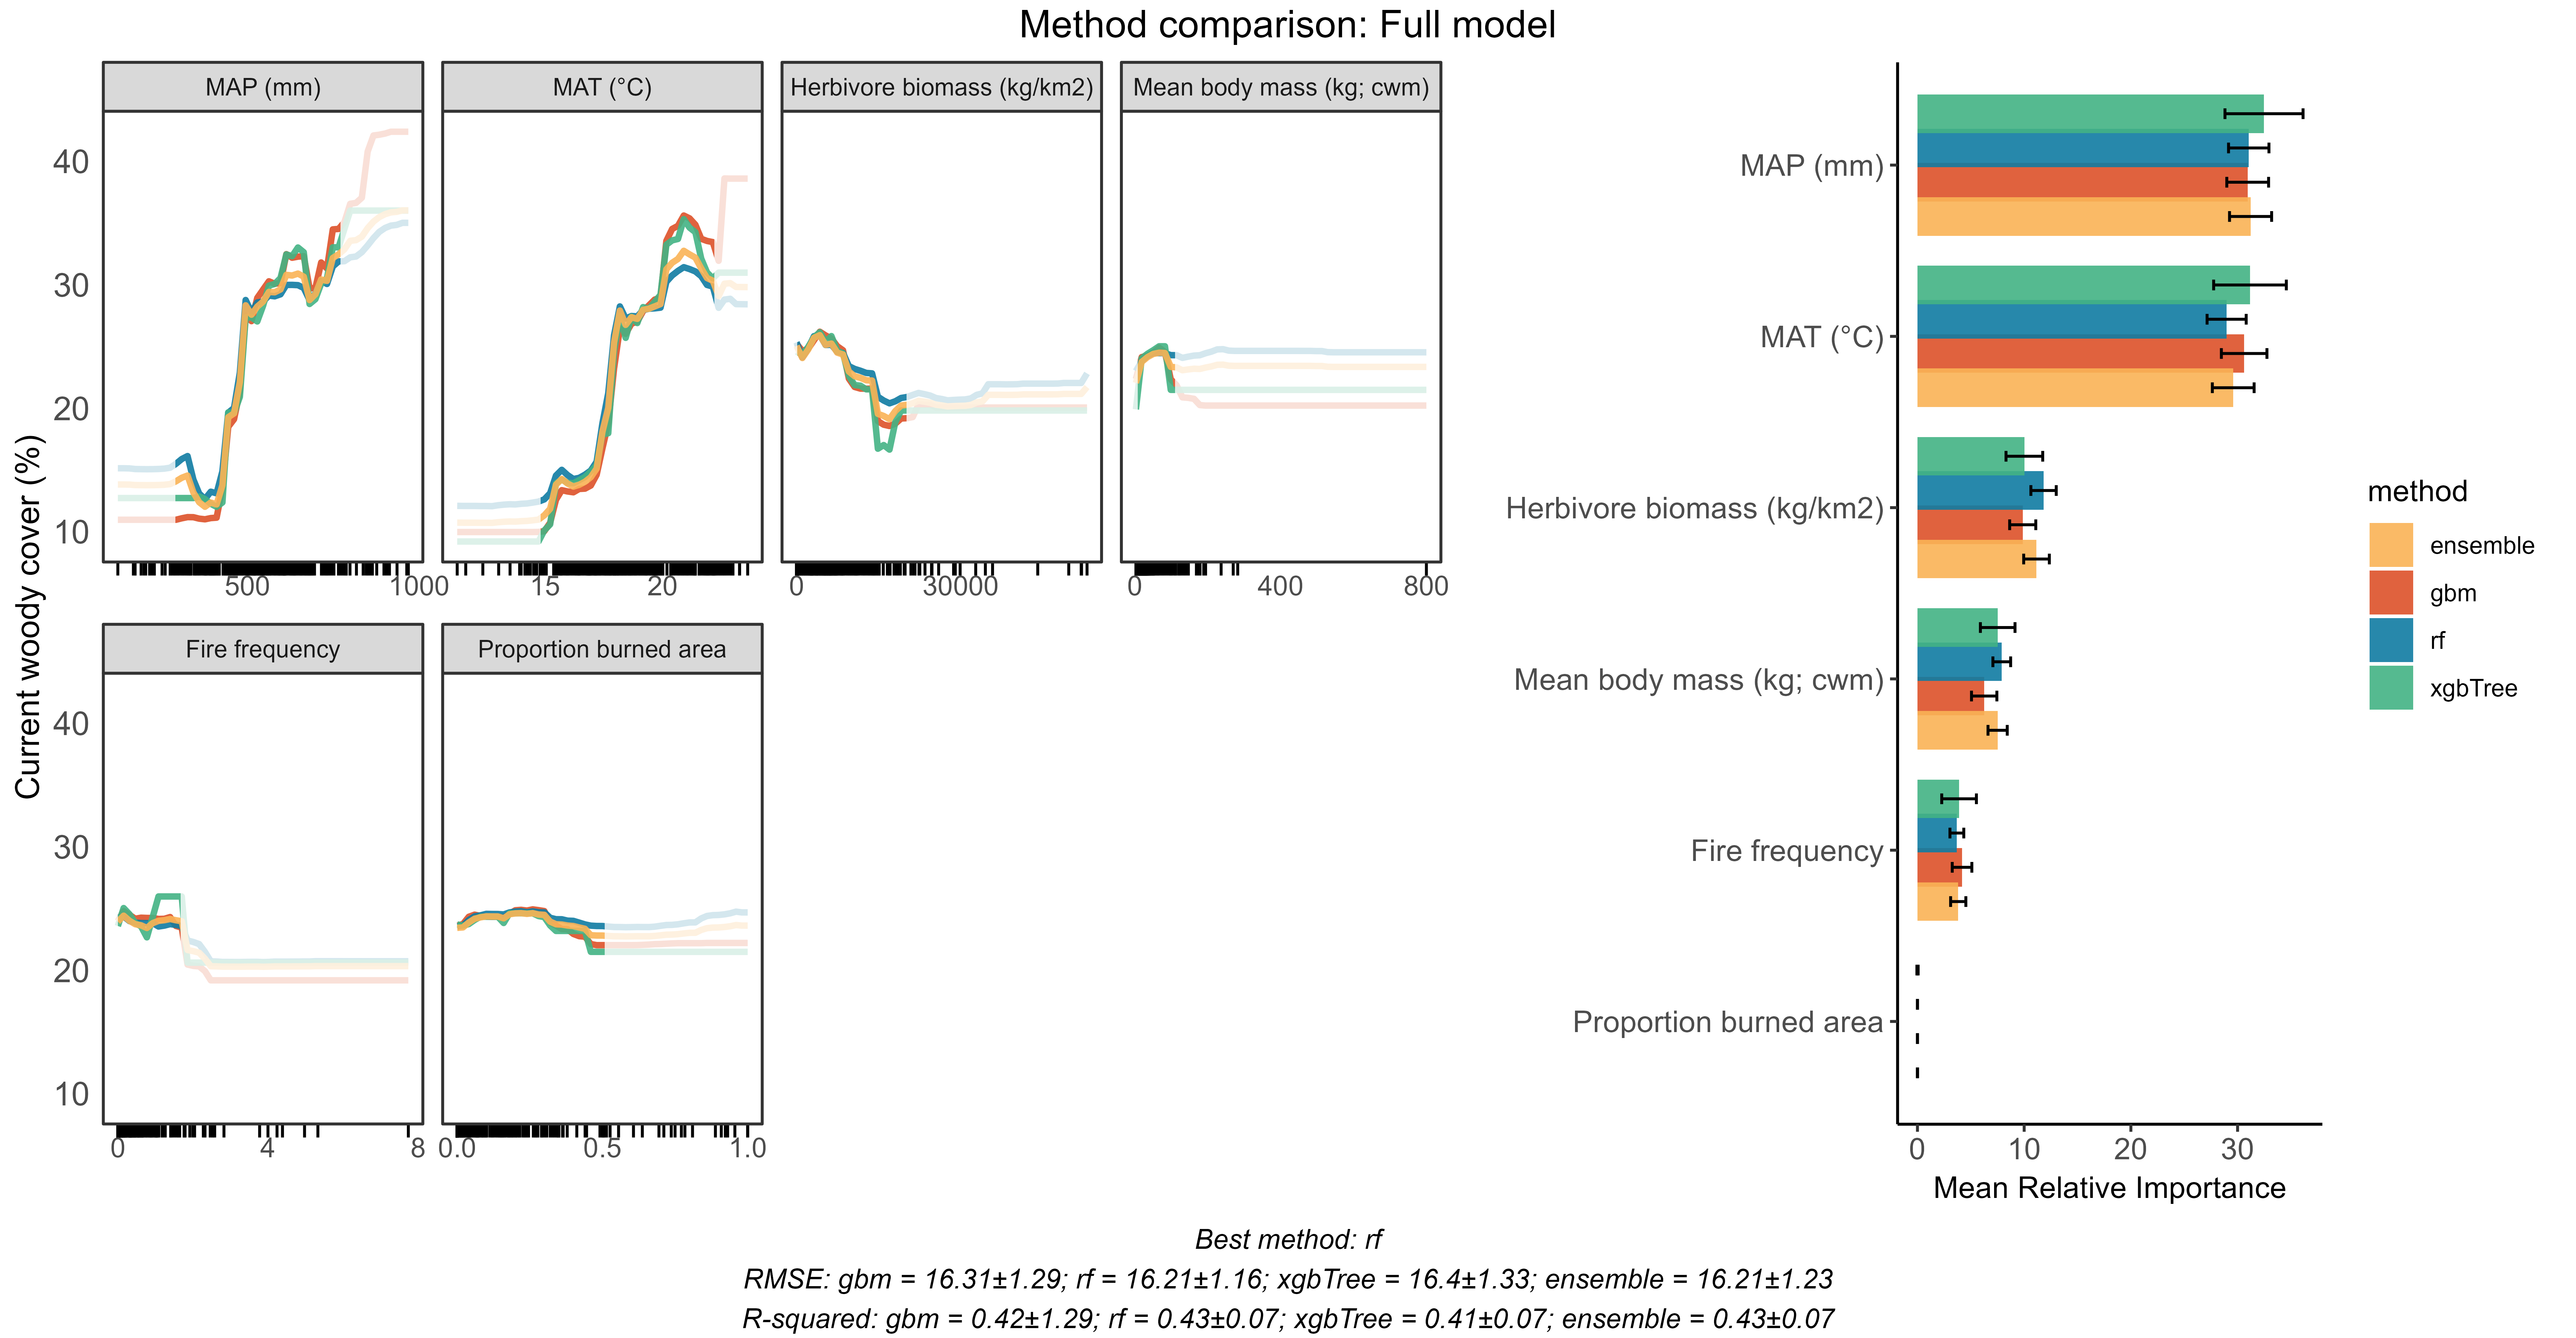 Method comparison: Full model
Current woody cover (%)
MAP (mm)
MAT (°C)
Herbivore biomass (kg/km2)
Mean body mass (kg; cwm)
40
30
20
10
500
1000
15
20
0
30000
0
400
800
Fire frequency
Proportion burned area
40
30
20
10
0
4
8
0.0
0.5
1.0
MAP (mm)
MAT (°C)
Herbivore biomass (kg/km2)
Mean body mass (kg; cwm)
Fire frequency
Proportion burned area
0
10
20
30
Mean Relative Importance
method
ensemble
gbm
rf
xgbTree
Best method: rf
RMSE: gbm = 16.31±1.29; rf = 16.21±1.16; xgbTree = 16.4±1.33; ensemble = 16.21±1.23
R-squared: gbm = 0.42±1.29; rf = 0.43±0.07; xgbTree = 0.41±0.07; ensemble = 0.43±0.07